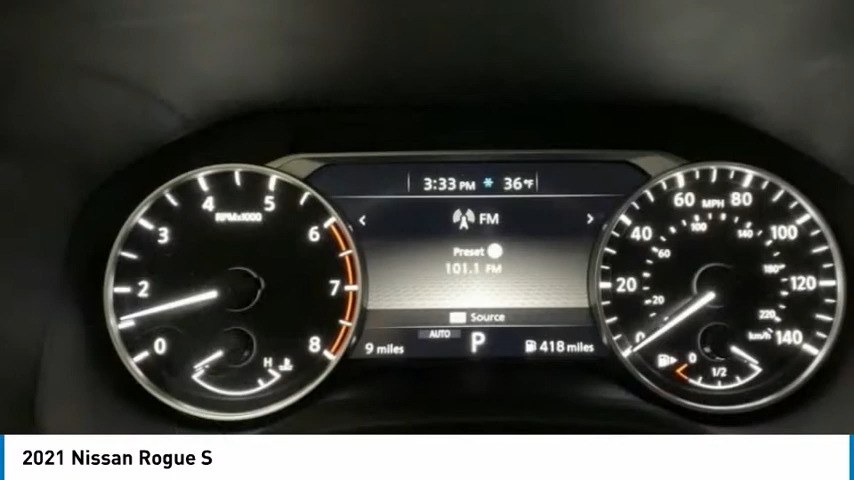 3:33 PM 36°F
FM
Preset
101.1 FM
Source
AUTO
P
9 miles
418 miles
RPM×1000
0 2 3 4 5 6 7 8
H
MPH
0 20 40 60 80 100 120 140
20 60 100 140 180 220
km/h
0 1/2
2021 Nissan Rogue S